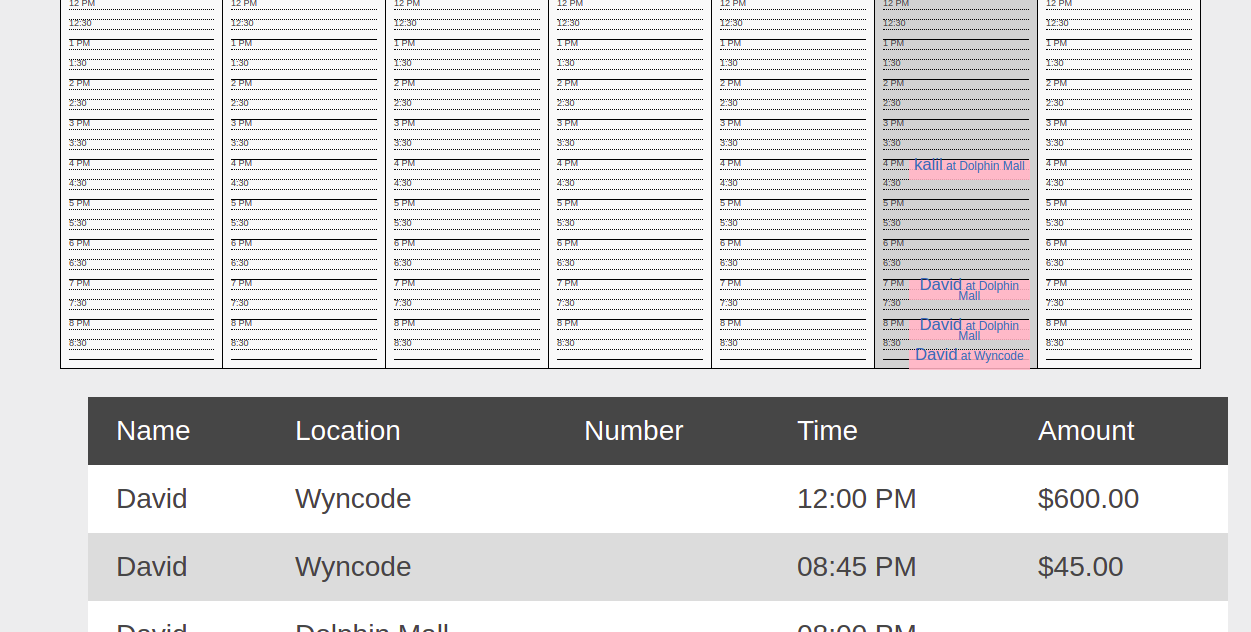 12 PM 12 PM 12 PM 12 PM 12 PM 12 PM 12 PM
12:30 12:30 12:30 12:30 12:30 12:30 12:30
1 PM 1 PM 1 PM 1 PM 1 PM 1 PM 1 PM
1:30 1:30 1:30 1:30 1:30 1:30 1:30
2 PM 2 PM 2 PM 2 PM 2 PM 2 PM 2 PM
2:30 2:30 2:30 2:30 2:30 2:30 2:30
3 PM 3 PM 3 PM 3 PM 3 PM 3 PM 3 PM
3:30 3:30 3:30 3:30 3:30 3:30 3:30
4 PM 4 PM 4 PM 4 PM 4 PM 4 PM kalil at Dolphin Mall 4 PM
4:30 4:30 4:30 4:30 4:30 4:30 4:30
5 PM 5 PM 5 PM 5 PM 5 PM 5 PM 5 PM
5:30 5:30 5:30 5:30 5:30 5:30 5:30
6 PM 6 PM 6 PM 6 PM 6 PM 6 PM 6 PM
6:30 6:30 6:30 6:30 6:30 6:30 6:30
7 PM 7 PM 7 PM 7 PM 7 PM 7 PM David at Dolphin 7 PM
Mall
7:30 7:30 7:30 7:30 7:30 7:30 7:30
8 PM 8 PM 8 PM 8 PM 8 PM 8 PM David at Dolphin 8 PM
Mall
8:30 8:30 8:30 8:30 8:30 8:30 8:30
David at Wyncode
Name Location Number Time Amount
David Wyncode 12:00 PM $600.00
David Wyncode 08:45 PM $45.00
David Dolphin Mall 08:00 PM